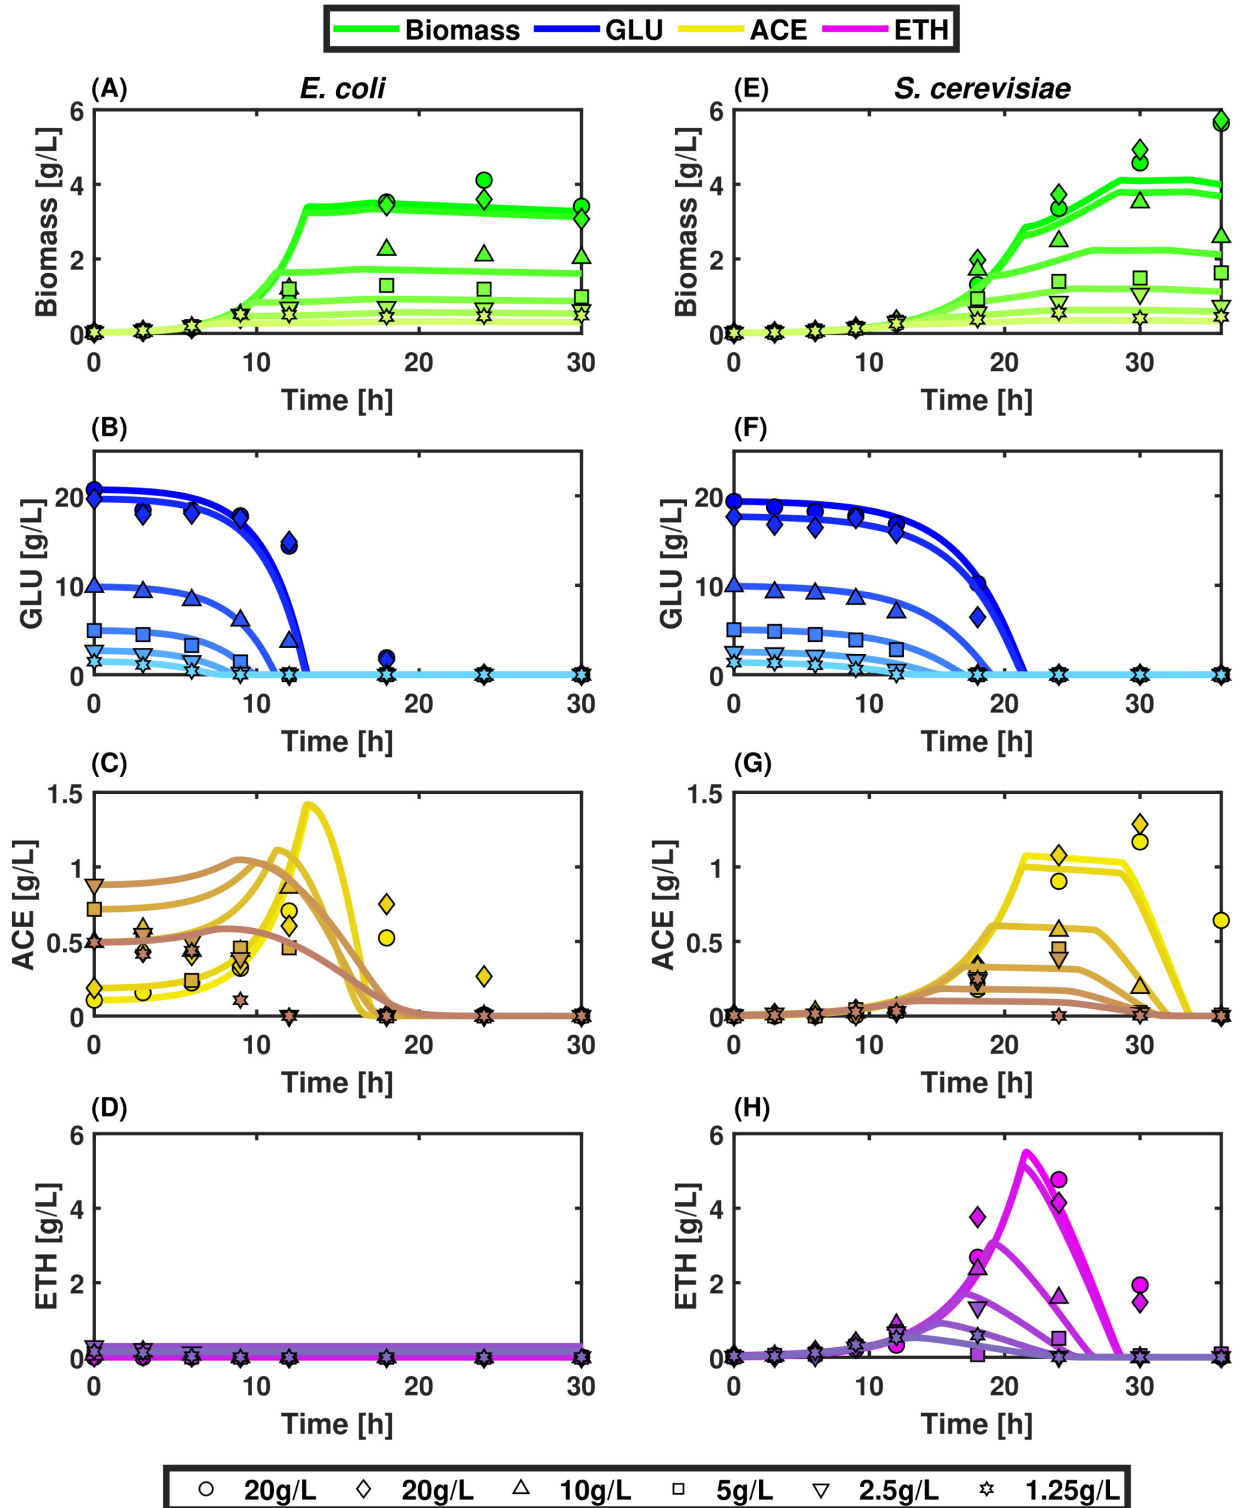 Biomass GLU ACE ETH
(A) E. coli
Biomass [g/L]
6
4
2
0
0 10 20 30
Time [h]
(E) S. cerevisiae
Biomass [g/L]
6
4
2
0
0 10 20 30
Time [h]
(B)
GLU [g/L]
20
10
0
0 10 20 30
Time [h]
(F)
GLU [g/L]
20
10
0
0 10 20 30
Time [h]
(C)
ACE [g/L]
1.5
1
0.5
0
0 10 20 30
Time [h]
(G)
ACE [g/L]
1.5
1
0.5
0
0 10 20 30
Time [h]
(D)
ETH [g/L]
6
4
2
0
0 10 20 30
Time [h]
(H)
ETH [g/L]
6
4
2
0
0 10 20 30
Time [h]
20g/L 20g/L 10g/L 5g/L 2.5g/L 1.25g/L